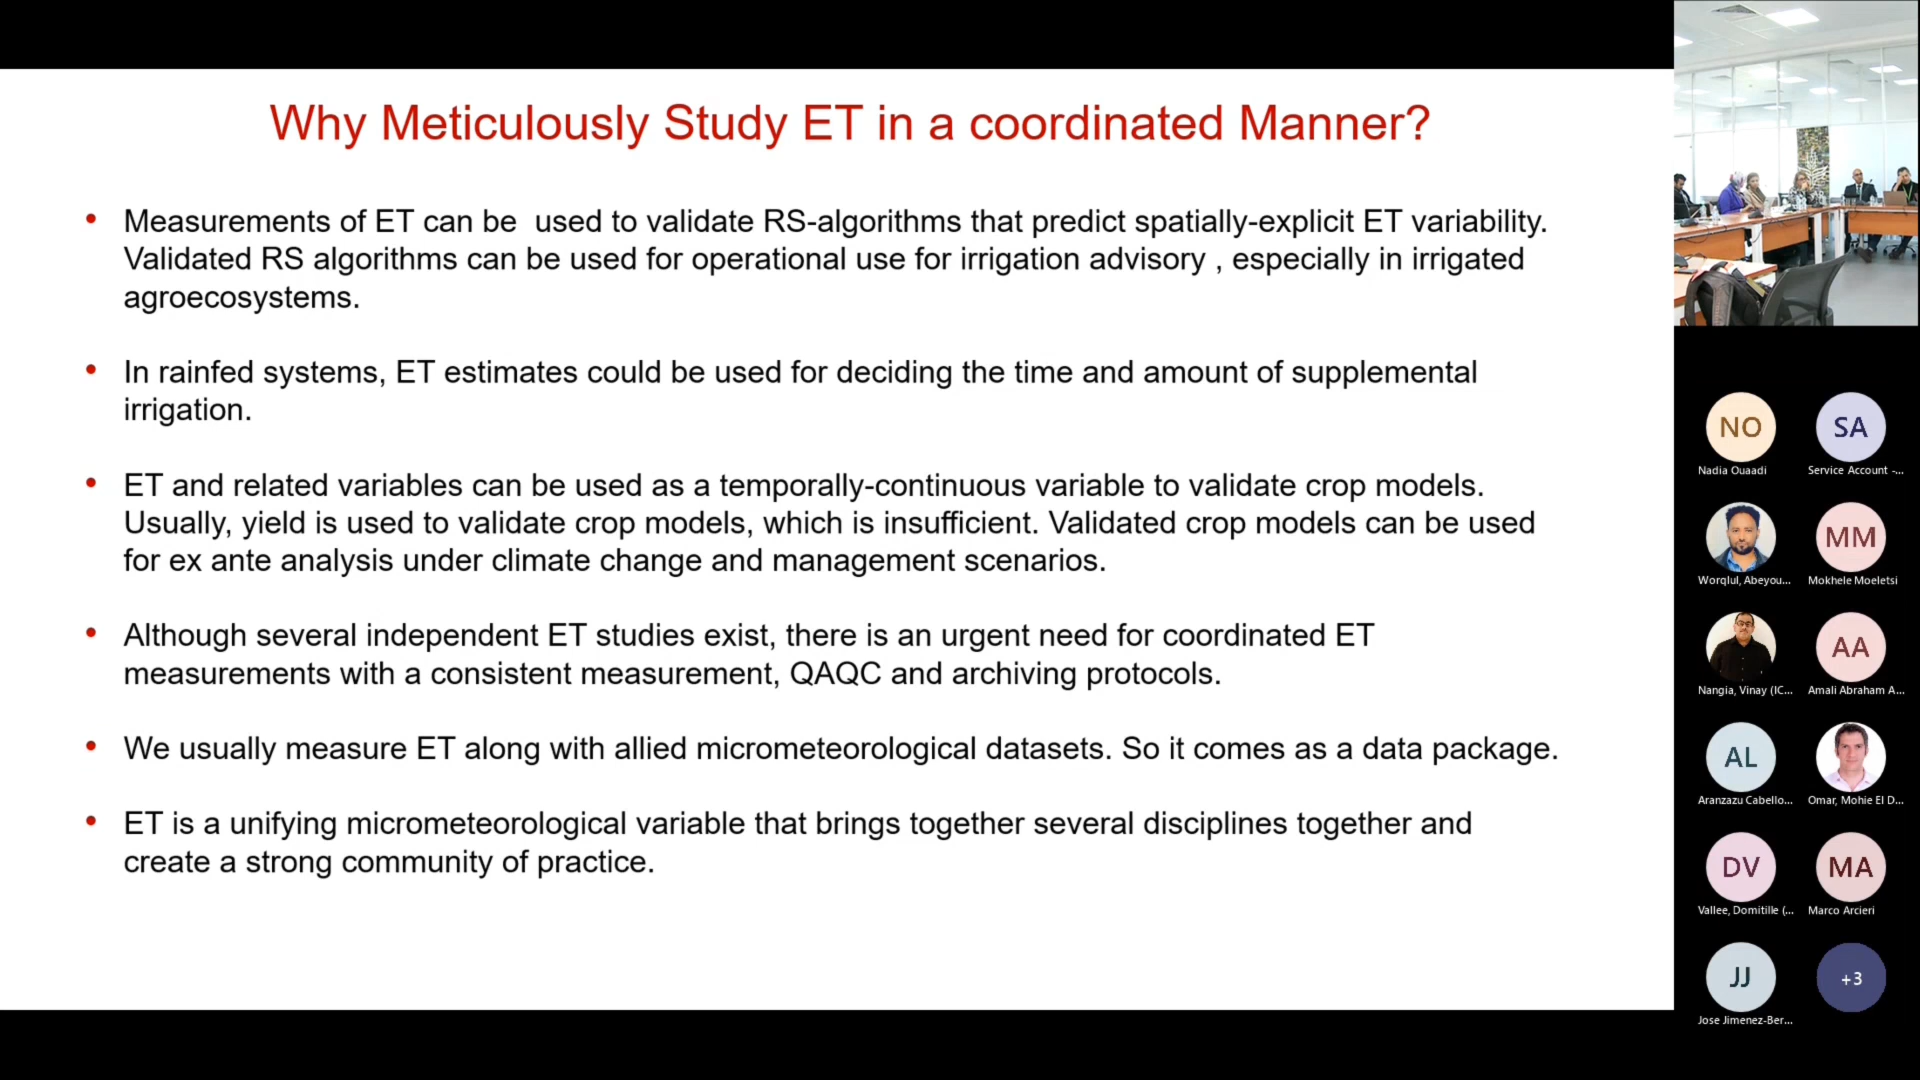 Why Meticulously Study ET in a coordinated Manner?
• Measurements of ET can be  used to validate RS-algorithms that predict spatially-explicit ET variability.
Validated RS algorithms can be used for operational use for irrigation advisory , especially in irrigated
agroecosystems.
• In rainfed systems, ET estimates could be used for deciding the time and amount of supplemental
irrigation.
• ET and related variables can be used as a temporally-continuous variable to validate crop models.
Usually, yield is used to validate crop models, which is insufficient. Validated crop models can be used
for ex ante analysis under climate change and management scenarios.
• Although several independent ET studies exist, there is an urgent need for coordinated ET
measurements with a consistent measurement, QAQC and archiving protocols.
• We usually measure ET along with allied micrometeorological datasets. So it comes as a data package.
• ET is a unifying micrometeorological variable that brings together several disciplines together and
create a strong community of practice.
NO
SA
Nadia Ouaadi
Service Account -...
MM
Worqlul, Abeyou...
Mokhele Moeletsi
AA
Nangia, Vinay (IC...
Amali Abraham A...
AL
Aranzazu Cabello...
Omar, Mohie El D...
DV
MA
Vallee, Domitille (...
Marco Arcieri
JJ
+3
Jose Jimenez-Ber...